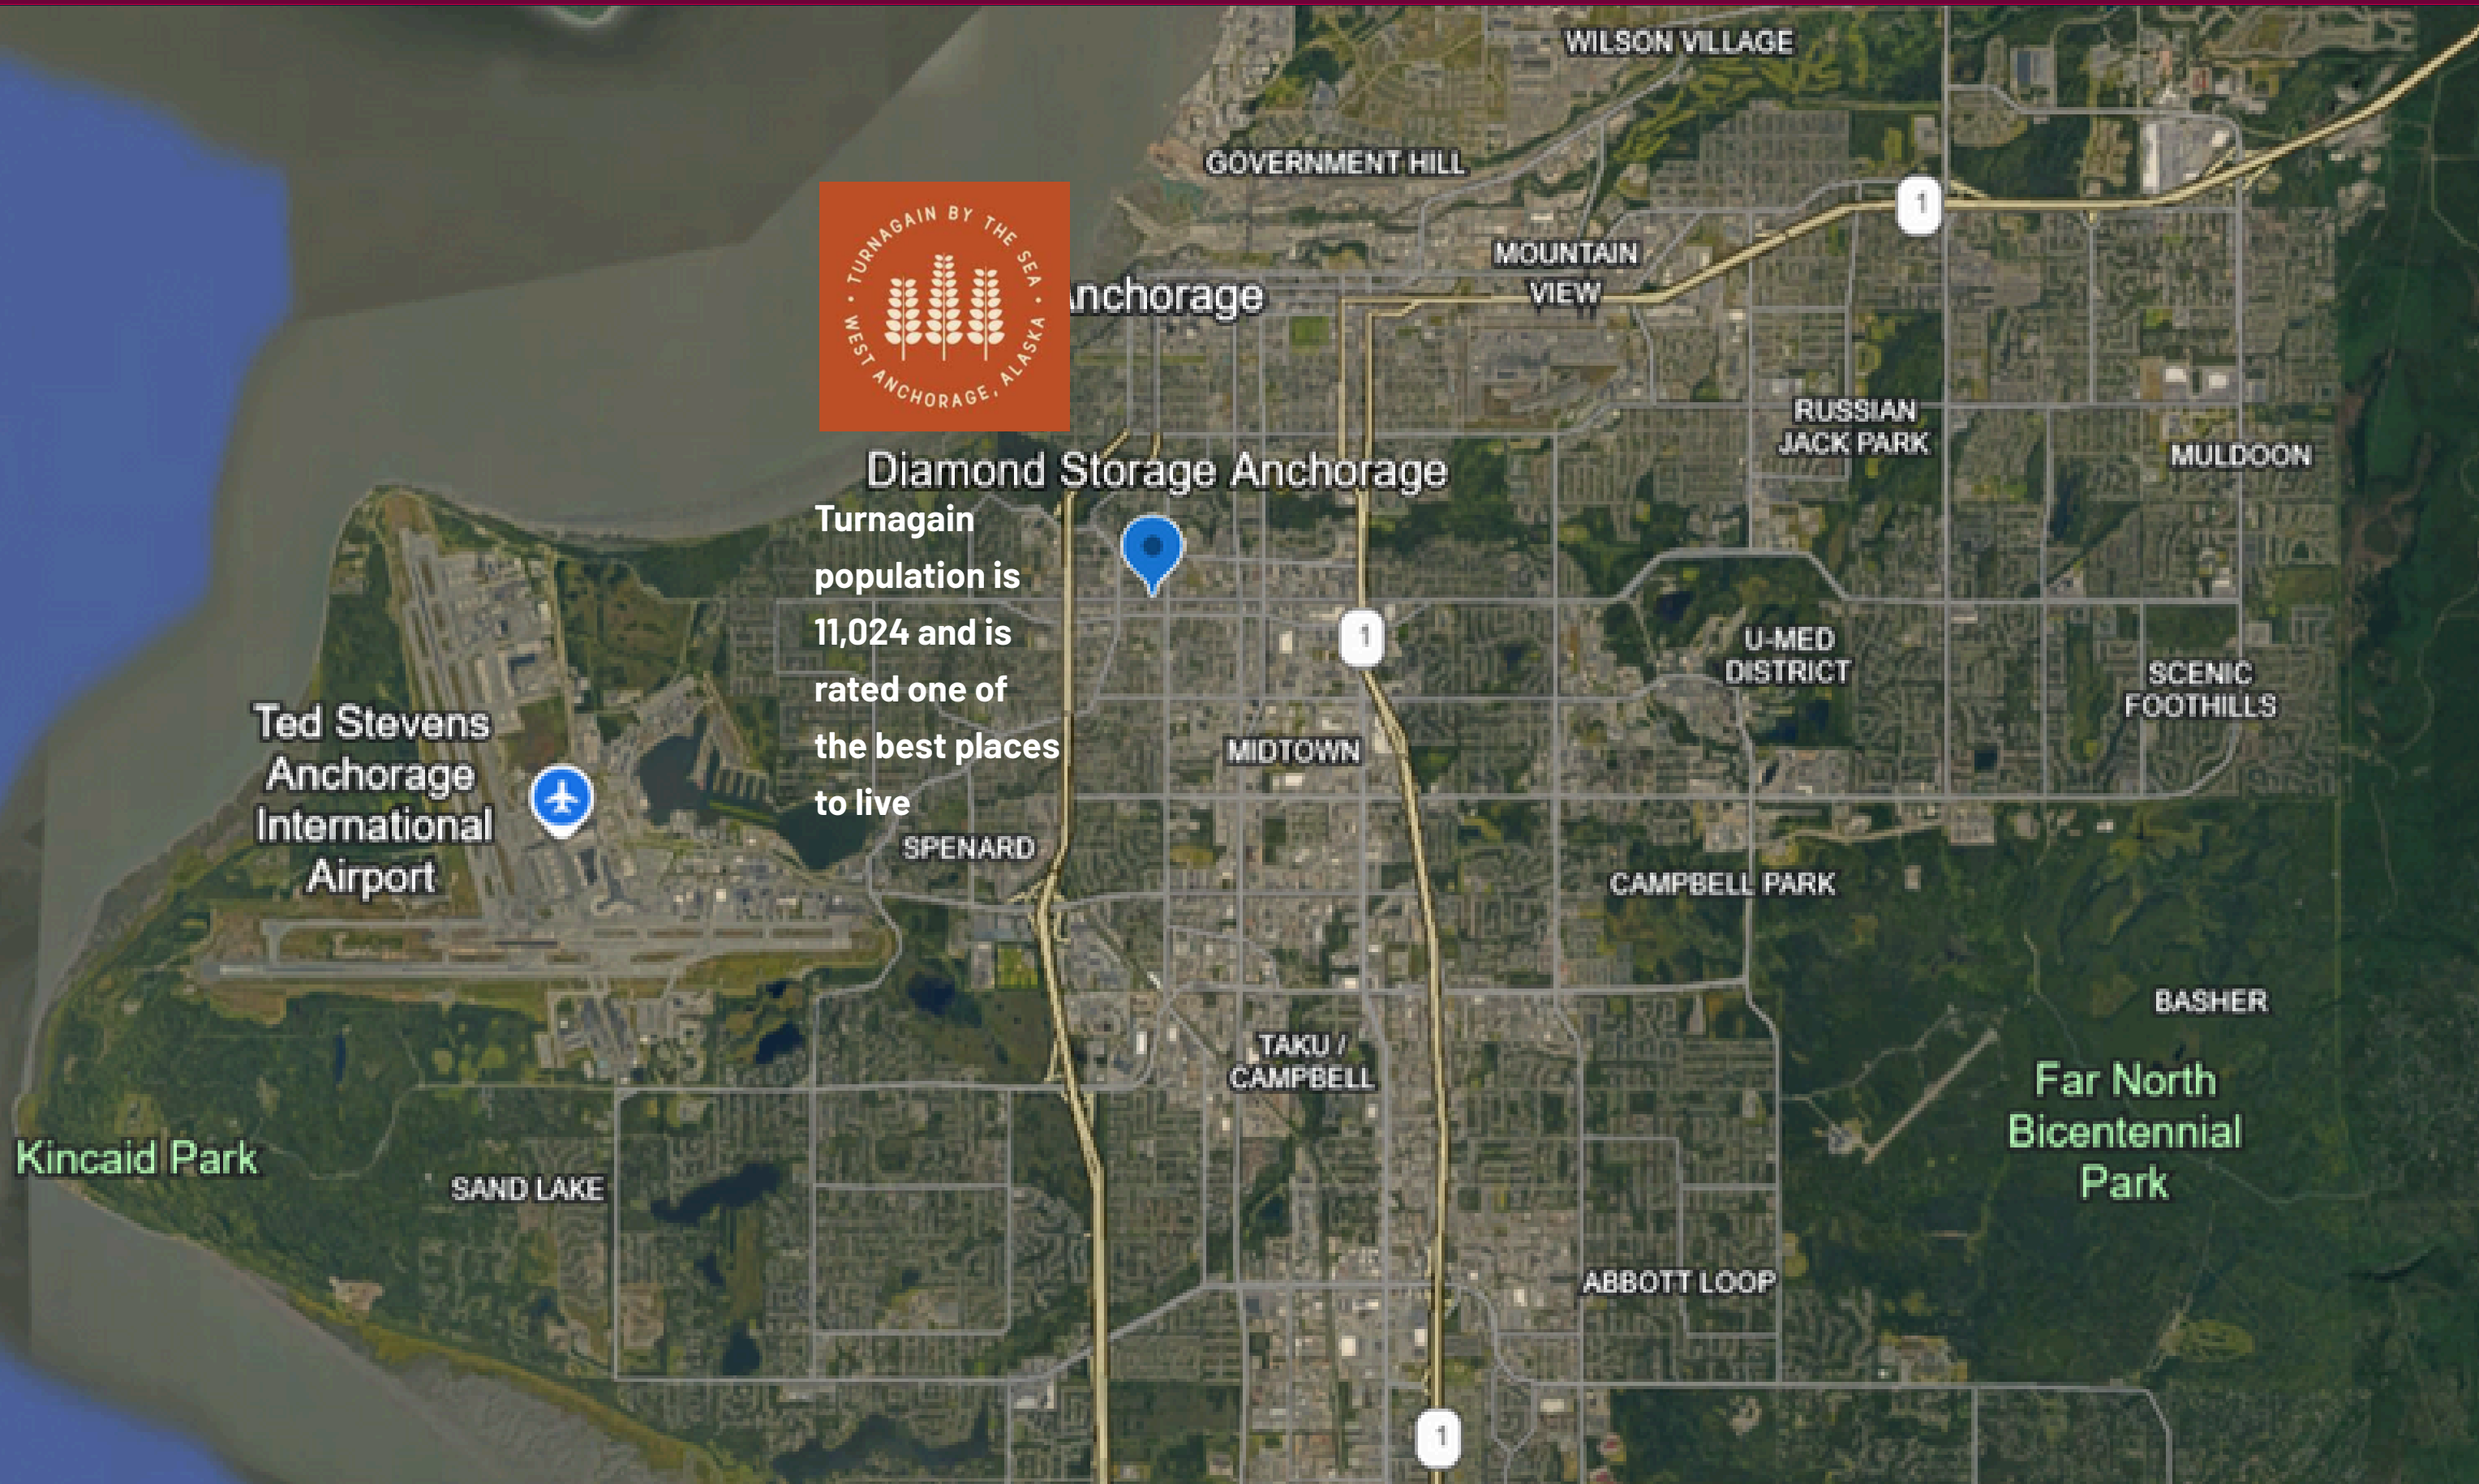 WILSON VILLAGE
GOVERNMENT HILL
1
TURNAGAIN BY THE SEA
WEST ANCHORAGE, ALASKA
MOUNTAIN
VIEW
nchorage
RUSSIAN
JACK PARK
MULDOON
Diamond Storage Anchorage
Turnagain
population is
11,024 and is
rated one of
the best places
to live
1
U-MED
DISTRICT
SCENIC
FOOTHILLS
Ted Stevens
Anchorage
International
Airport
MIDTOWN
SPENARD
CAMPBELL PARK
BASHER
TAKU /
CAMPBELL
Far North
Bicentennial
Park
Kincaid Park
SAND LAKE
ABBOTT LOOP
1